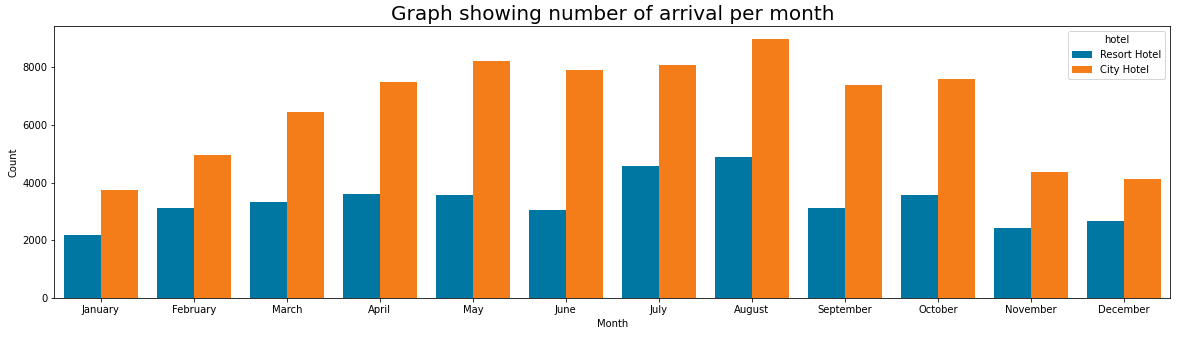 Graph showing number of arrival per month
hotel
Resort Hotel
City Hotel
Count
8000
6000
4000
2000
0
January February March April May June July August September October November December
Month